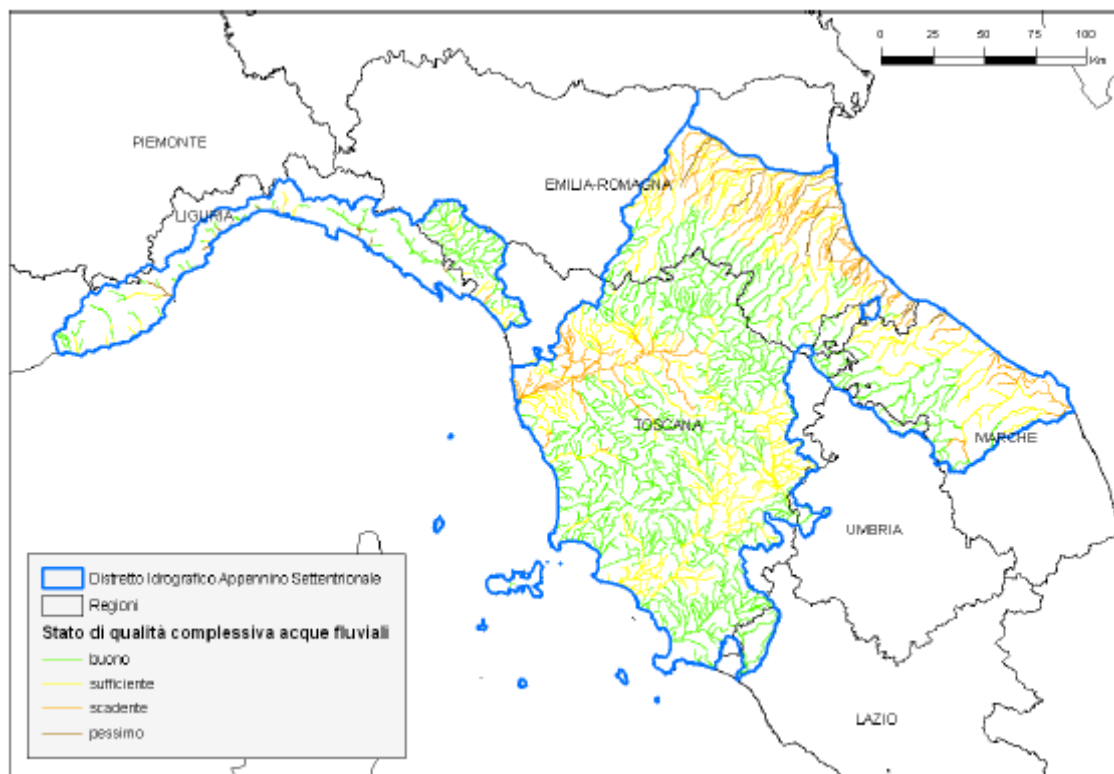 0 25 50 75 100
Km
PIEMONTE
EMILIA-ROMAGNA
LIGURIA
TOSCANA
MARCHE
UMBRIA
LAZIO
Distretto Idrografico Appennino Settentrionale
Regioni
Stato di qualità complessiva acque fluviali
buono
sufficiente
scadente
pessimo